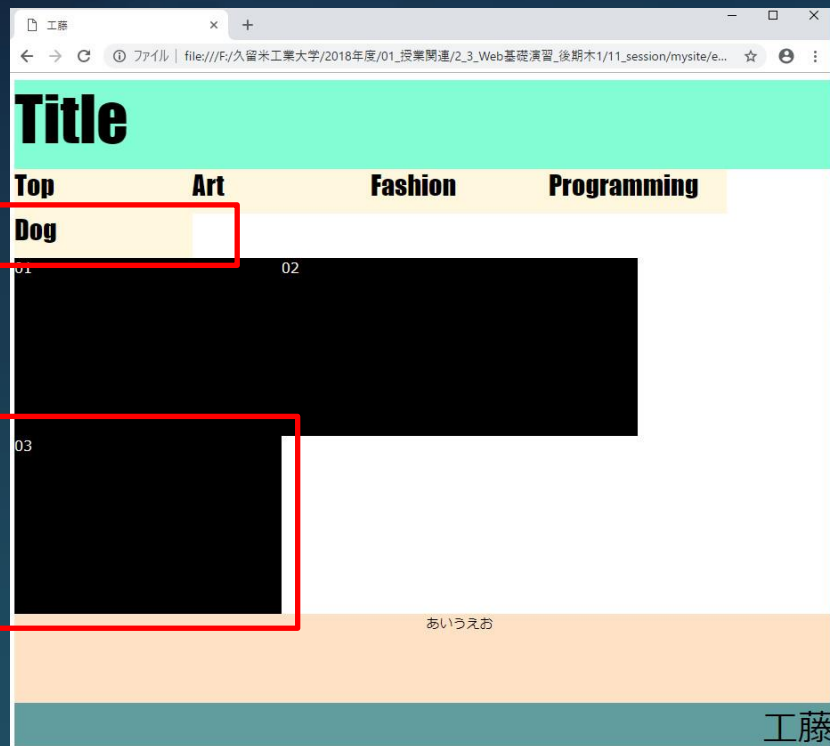 工藤
ファイル | file:///F:/久留米工業大学/2018年度/01_授業関連/2_3_Web基礎演習_後期木1/11_session/mysite/e...
Title
Top Art Fashion Programming
Dog
01 02
03
あいうえお
工藤